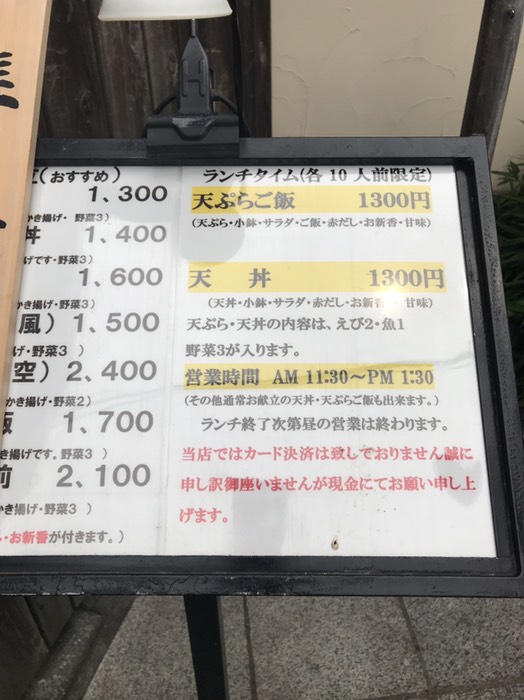 (おすすめ)
1、300
かき揚げ・野菜3)
丼 1、400
げです・野菜3)
1、600
かき揚げ・野菜3)
風) 1、500
げ・野菜3 )
空) 2、400
かき揚げ・野菜2)
飯 1、700
かき揚げです。野菜3 )
前 2、100
かき揚げ・野菜3 )
・お新香が付きます。)
ランチタイム(各 10 人前限定)
天ぷらご飯 1300円
(天ぷら・小鉢・サラダ・ご飯・赤だし・お新香・甘味)
天 丼 1300円
(天丼・小鉢・サラダ・赤だし・お新香・甘味)
天ぷら・天丼の内容は、えび2・魚1
野菜3が入ります。
営業時間 AM 11:30～PM 1:30
(その他通常お献立の天丼・天ぷらご飯も出来ます。)
ランチ終了次第昼の営業は終わります。
当店ではカード決済は致しておりません誠に
申し訳御座いませんが現金にてお願い申し上
げます。